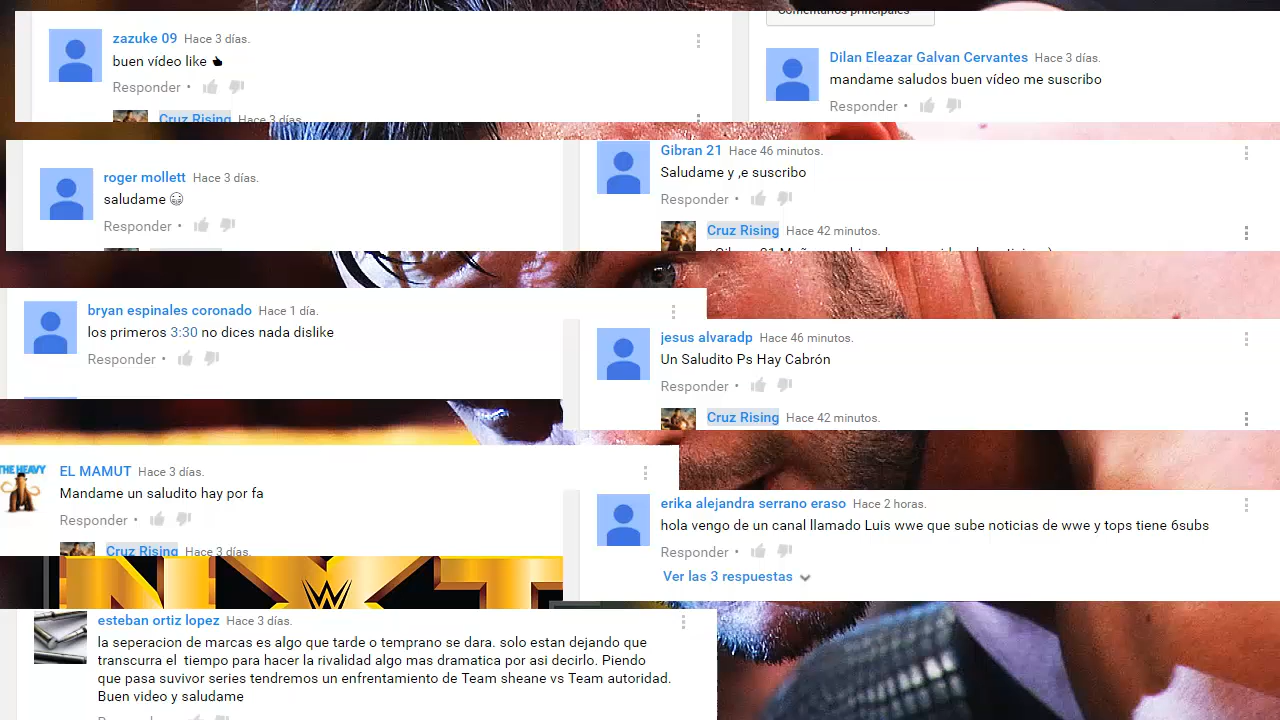 zazuke 09 Hace 3 días.
buen vídeo like
Responder •
Cruz Rising Hace 3 días.
Comentarios principales
Dilan Eleazar Galvan Cervantes Hace 3 días.
mandame saludos buen vídeo me suscribo
Responder •
roger mollett Hace 3 días.
saludame 😁
Responder •
Gibran 21 Hace 46 minutos.
Saludame y ,e suscribo
Responder •
Cruz Rising Hace 42 minutos.
bryan espinales coronado Hace 1 día.
los primeros 3:30 no dices nada dislike
Responder •
jesus alvaradp Hace 46 minutos.
Un Saludito Ps Hay Cabrón
Responder •
Cruz Rising Hace 42 minutos.
THE HEAVY
EL MAMUT Hace 3 días.
Mandame un saludito hay por fa
Responder •
Cruz Rising Hace 3 días.
erika alejandra serrano eraso Hace 2 horas.
hola vengo de un canal llamado Luis wwe que sube noticias de wwe y tops tiene 6subs
Responder •
Ver las 3 respuestas
NXT
esteban ortiz lopez Hace 3 días.
la seperacion de marcas es algo que tarde o temprano se dara. solo estan dejando que
transcurra el tiempo para hacer la rivalidad algo mas dramatica por asi decirlo. Piendo
que pasa suvivor series tendremos un enfrentamiento de Team sheane vs Team autoridad.
Buen video y saludame